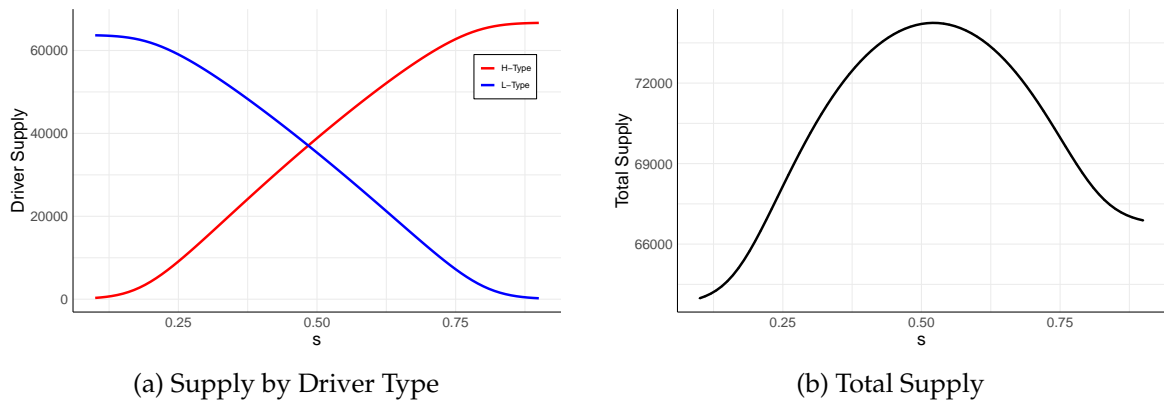 Driver Supply
60000
40000
20000
0
H-Type
L-Type
0.25
0.50
0.75
s
(a) Supply by Driver Type
Total Supply
72000
69000
66000
0.25
0.50
0.75
s
(b) Total Supply